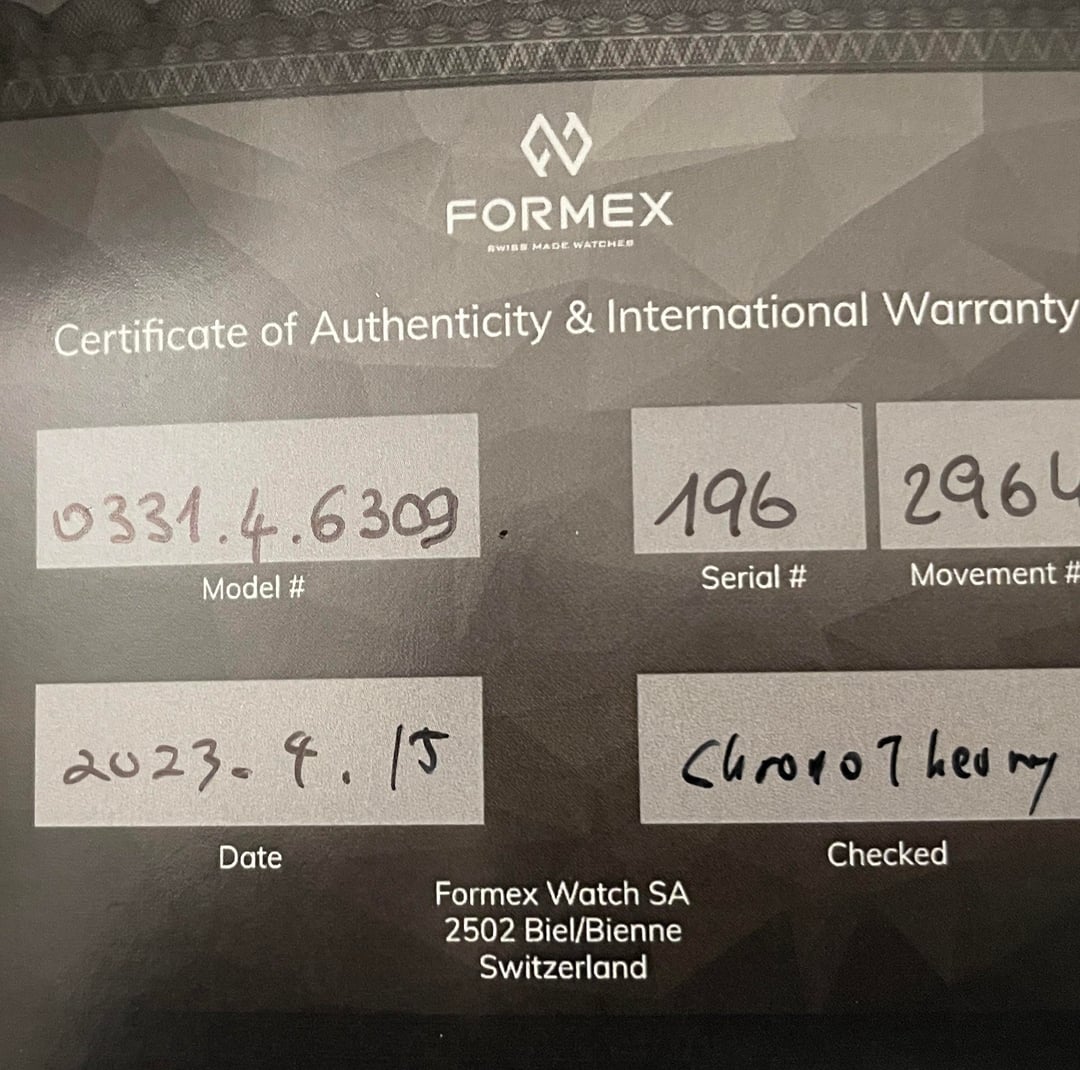 FORMEX
SWISS MADE WATCHES
Certificate of Authenticity & International Warranty
0331.4.6309 196 2964
Model # Serial # Movement #
2023.4.15 ChronoTheory
Date Checked
Formex Watch SA
2502 Biel/Bienne
Switzerland